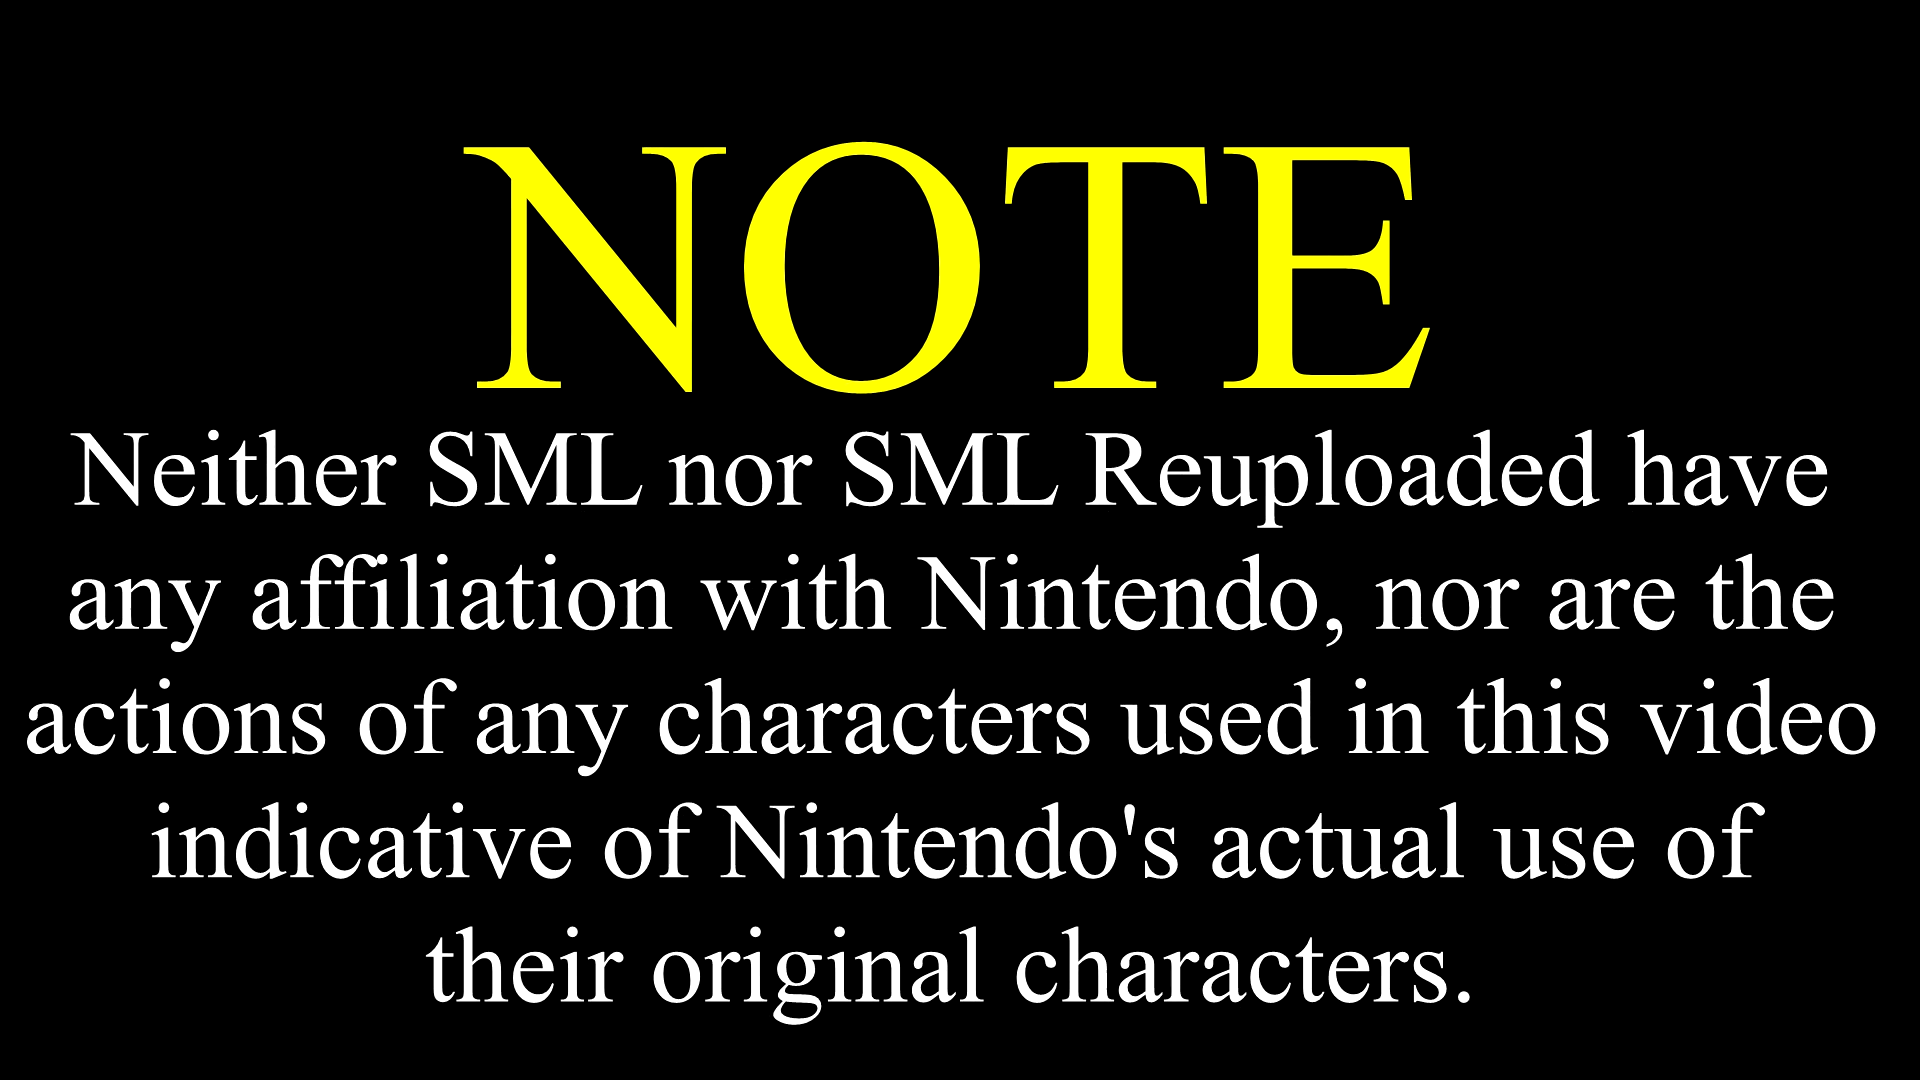 NOTE
Neither SML nor SML Reuploaded have
any affiliation with Nintendo, nor are the
actions of any characters used in this video
indicative of Nintendo's actual use of
their original characters.